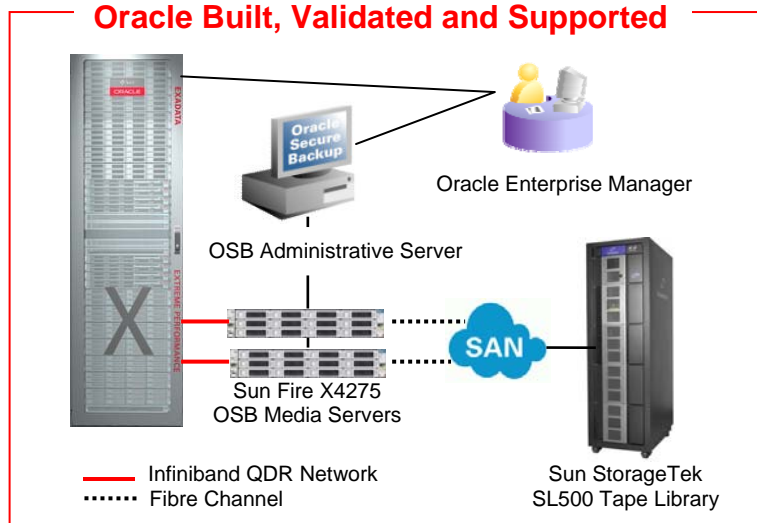 Oracle Built, Validated and Supported
ORACLE
EXADATA
Oracle
Secure
Backup
Oracle Enterprise Manager
OSB Administrative Server
EXTREME PERFORMANCE
X
SAN
Sun Fire X4275
OSB Media Servers
Infiniband QDR Network
Fibre Channel
Sun StorageTek
SL500 Tape Library